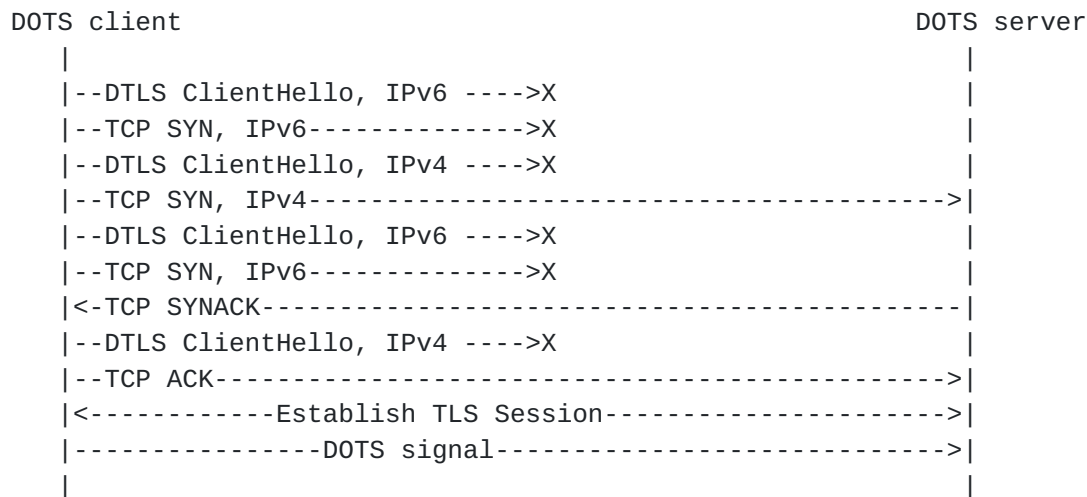 DOTS client                                               DOTS server
   |                                                          |
   |--DTLS ClientHello, IPv6 ---->X                           |
   |--TCP SYN, IPv6-------------->X                           |
   |--DTLS ClientHello, IPv4 ---->X                           |
   |--TCP SYN, IPv4----------------------------------------->|
   |--DTLS ClientHello, IPv6 ---->X                           |
   |--TCP SYN, IPv6-------------->X                           |
   |<-TCP SYNACK---------------------------------------------|
   |--DTLS ClientHello, IPv4 ---->X                           |
   |--TCP ACK----------------------------------------------->|
   |<------------Establish TLS Session---------------------->|
   |----------------DOTS signal----------------------------->|
   |                                                          |